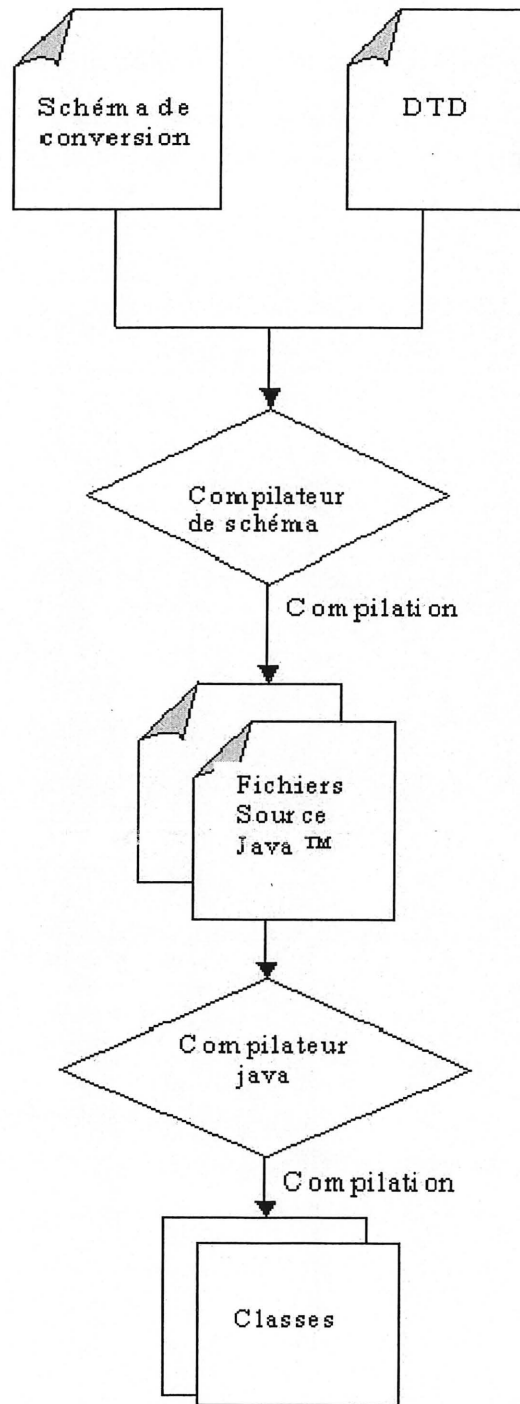 Schéma de
conversion
DTD
Compilateur
de schéma
Compilation
Fichiers
Source
Java ™
Compilateur
java
Compilation
Classes